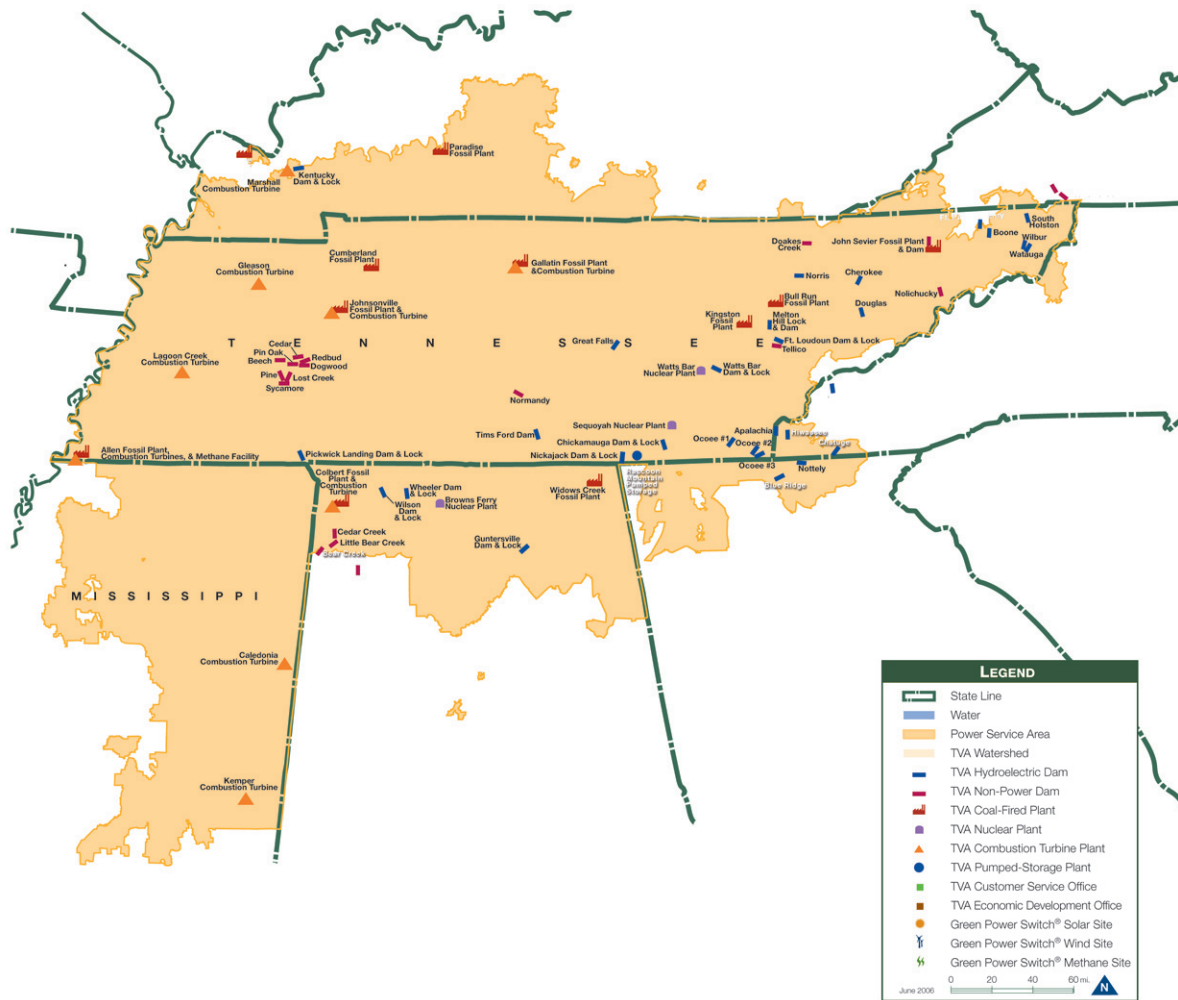 Paradise
Fossil Plant
Marshall
Combustion Turbine
Kentucky
Dam & Lock
South
Holston
Boone
Wilbur
Watauga
Doakes
Creek
John Sevier Fossil Plant
& Dam
Cumberland
Fossil Plant
Gallatin Fossil Plant
&Combustion Turbine
Gleason
Combustion Turbine
Norris
Cherokee
Nolichucky
Johnsonville
Fossil Plant &
Combustion Turbine
Bull Run
Fossil Plant
Douglas
Kingston
Fossil
Plant
Melton
Hill Lock
& Dam
TENNESSEE
Great Falls
Ft. Loudoun Dam & Lock
Tellico
Cedar
Pin Oak
Beech
Redbud
Dogwood
Pine
Lost Creek
Sycamore
Lagoon Creek
Combustion Turbine
Watts Bar
Nuclear Plant
Watts Bar
Dam & Lock
Normandy
Tims Ford Dam
Sequoyah Nuclear Plant
Chickamauga Dam & Lock
Nickajack Dam & Lock
Ocoee #1
Apalachia
Ocoee #2
Ocoee #3
Hiwassee
Chatuge
Nottely
Blue Ridge
Raccoon
Mountain
Pumped
Storage
Allen Fossil Plant,
Combustion Turbines, & Methane Facility
Pickwick Landing Dam & Lock
Colbert Fossil
Plant &
Combustion
Turbine
Wilson
Dam
& Lock
Wheeler Dam
& Lock
Browns Ferry
Nuclear Plant
Widows Creek
Fossil Plant
Cedar Creek
Little Bear Creek
Bear Creek
Guntersville
Dam & Lock
MISSISSIPPI
Caledonia
Combustion Turbine
Kemper
Combustion Turbine
LEGEND
State Line
Water
Power Service Area
TVA Watershed
TVA Hydroelectric Dam
TVA Non-Power Dam
TVA Coal-Fired Plant
TVA Nuclear Plant
TVA Combustion Turbine Plant
TVA Pumped-Storage Plant
TVA Customer Service Office
TVA Economic Development Office
Green Power Switch® Solar Site
Green Power Switch® Wind Site
Green Power Switch® Methane Site
June 2006
0 20 40 60 mi.
N